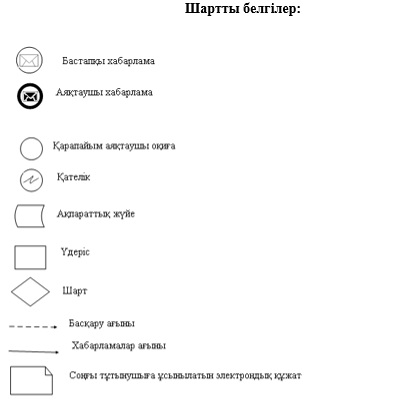 Шартты белгілер:
Бастапқы хабарлама
Аяқтаушы хабарлама
Қарапайым аяқтаушы оқиға
Қателік
Ақпараттық жүйе
Үдеріс
Шарт
Басқару ағыны
Хабарламалар ағыны
Соңғы тұтынушыға ұсынылатын электрондық құжат